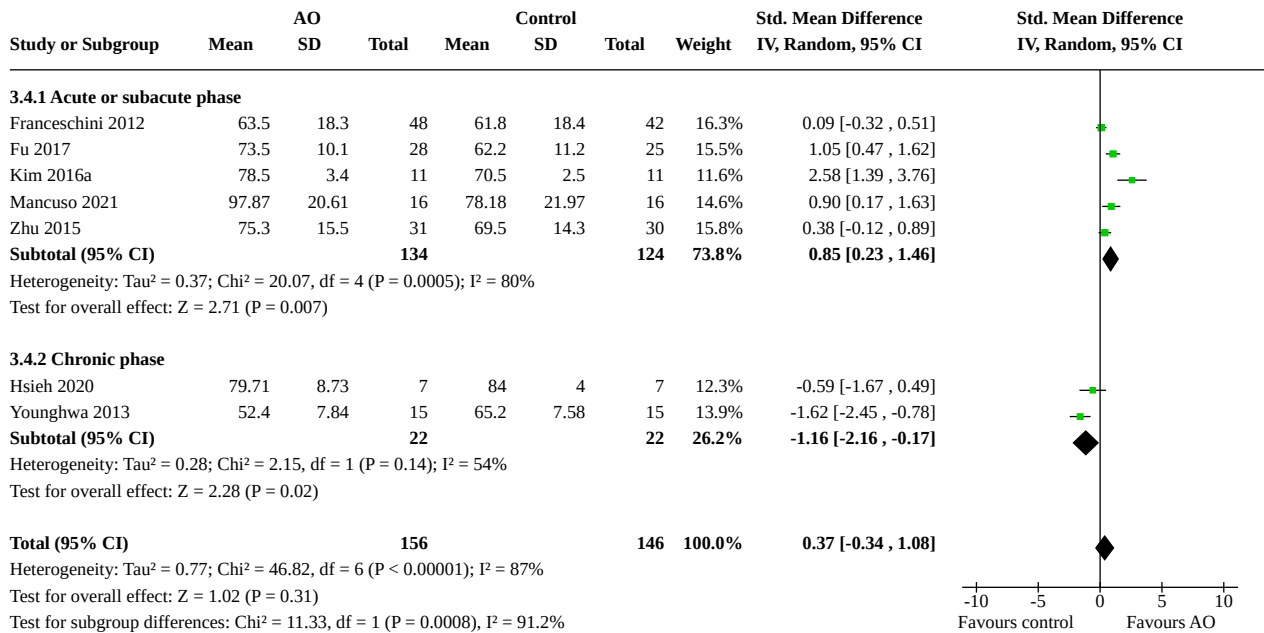 AO Control Std. Mean Difference Std. Mean Difference
Study or Subgroup Mean SD Total Mean SD Total Weight IV, Random, 95% CI IV, Random, 95% CI
3.4.1 Acute or subacute phase
Franceschini 2012 63.5 18.3 48 61.8 18.4 42 16.3% 0.09 [-0.32 , 0.51]
Fu 2017 73.5 10.1 28 62.2 11.2 25 15.5% 1.05 [0.47 , 1.62]
Kim 2016a 78.5 3.4 11 70.5 2.5 11 11.6% 2.58 [1.39 , 3.76]
Mancuso 2021 97.87 20.61 16 78.18 21.97 16 14.6% 0.90 [0.17 , 1.63]
Zhu 2015 75.3 15.5 31 69.5 14.3 30 15.8% 0.38 [-0.12 , 0.89]
Subtotal (95% CI) 134 124 73.8% 0.85 [0.23 , 1.46]
Heterogeneity: Tau² = 0.37; Chi² = 20.07, df = 4 (P = 0.0005); I² = 80%
Test for overall effect: Z = 2.71 (P = 0.007)
3.4.2 Chronic phase
Hsieh 2020 79.71 8.73 7 84 4 7 12.3% -0.59 [-1.67 , 0.49]
Younghwa 2013 52.4 7.84 15 65.2 7.58 15 13.9% -1.62 [-2.45 , -0.78]
Subtotal (95% CI) 22 22 26.2% -1.16 [-2.16 , -0.17]
Heterogeneity: Tau² = 0.28; Chi² = 2.15, df = 1 (P = 0.14); I² = 54%
Test for overall effect: Z = 2.28 (P = 0.02)
Total (95% CI) 156 146 100.0% 0.37 [-0.34 , 1.08]
Heterogeneity: Tau² = 0.77; Chi² = 46.82, df = 6 (P < 0.00001); I² = 87%
Test for overall effect: Z = 1.02 (P = 0.31)
Test for subgroup differences: Chi² = 11.33, df = 1 (P = 0.0008), I² = 91.2%
-10 -5 0 5 10
Favours control Favours AO